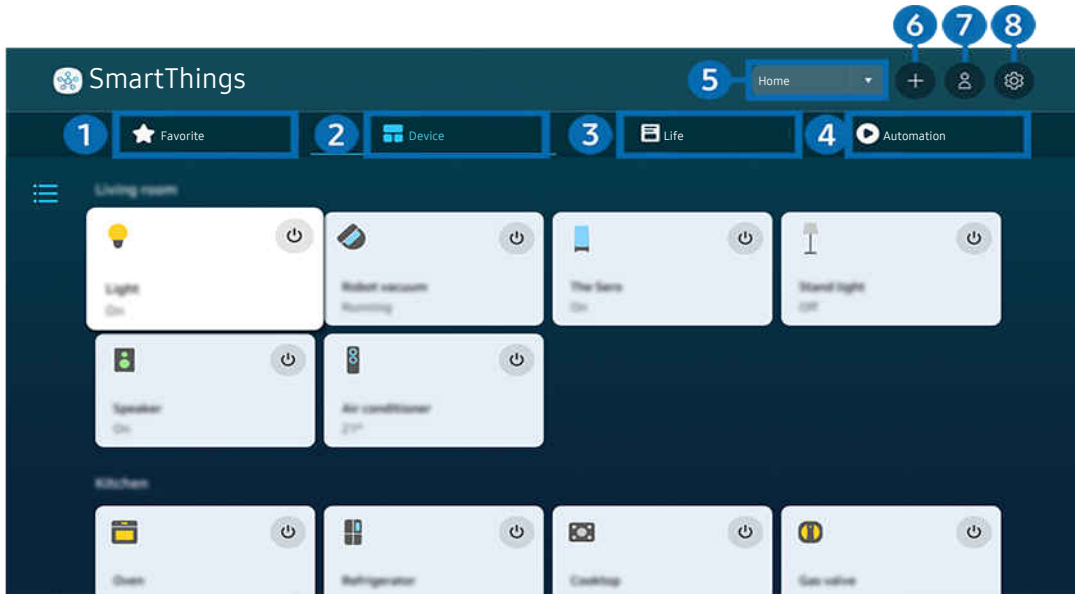 6 7 8
SmartThings
5 Home
1 Favorite 2 Device 3 Life 4 Automation
Living room
Light Robot vacuum The Sero Stand light
On Running On Off
Speaker Air conditioner
On 21°
Kitchen
Oven Refrigerator Cooktop Gas valve